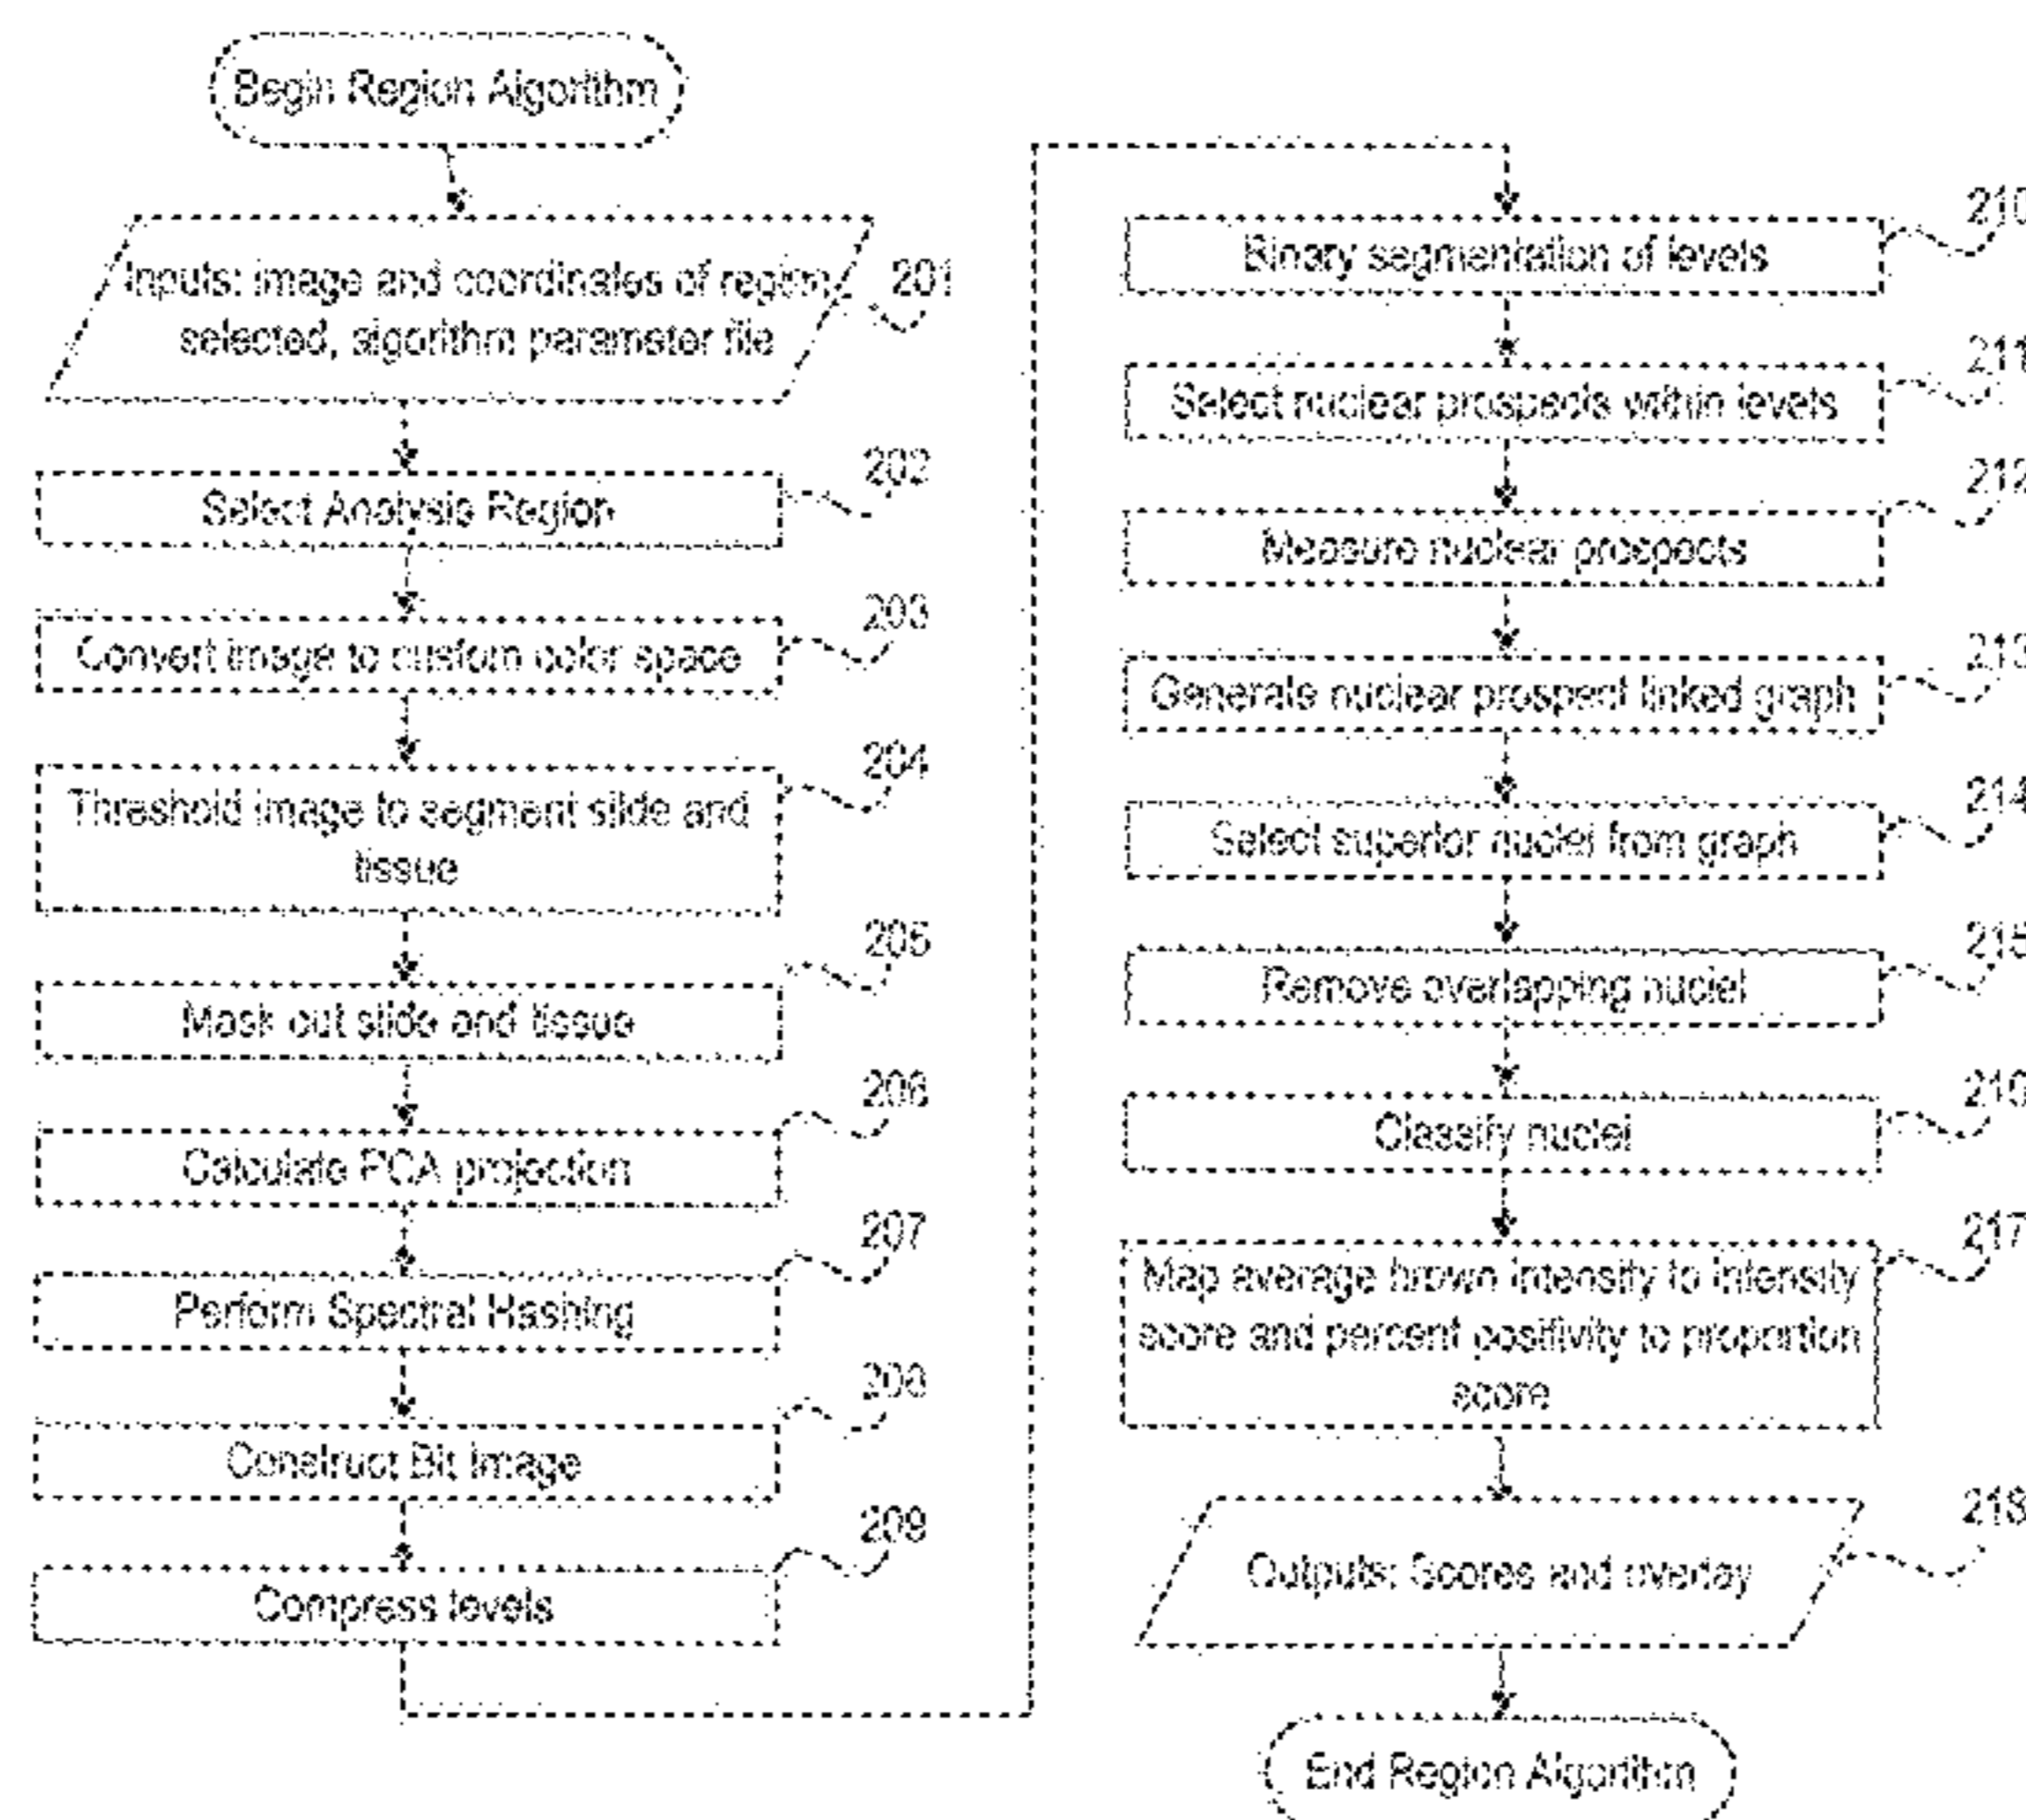 Begin Region Algorithm
Inputs: image and coordinates of region
selected, algorithm parameter file
201
Select Analysis Region
202
Convert image to custom color space
203
Threshold image to segment slide and
tissue
204
Mask out slide and tissue
205
Calculate PCA projection
206
Perform Spectral Hashing
207
Construct Bit Image
208
Compress levels
209
Binary segmentation of levels
210
Select nuclear prospects within levels
211
Measure nuclear prospects
212
Generate nuclear prospect linked graph
213
Select superior nuclei from graph
214
Remove overlapping nuclei
215
Classify nuclei
216
Map average brown intensity to intensity
score and percent positivity to proportion
score
217
Outputs: Scores and overlay
218
End Region Algorithm